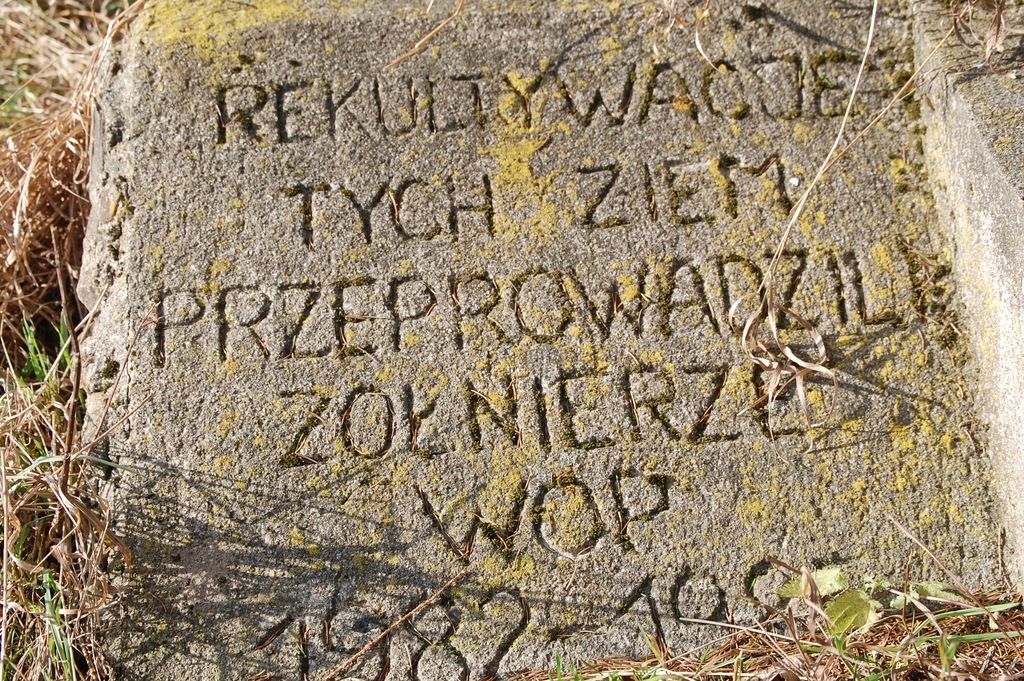 REKULTYWACJE
TYCH ZIEM
PRZEPROWADZILI
ŻOŁNIERZE
WOP